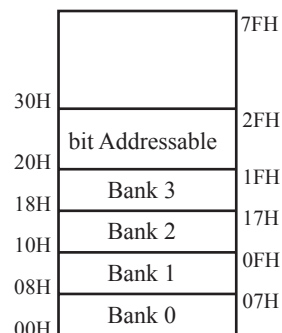 7FH
30H
2FH
bit Addressable
20H
1FH
Bank 3
18H
17H
Bank 2
10H
0FH
Bank 1
08H
07H
Bank 0
00H